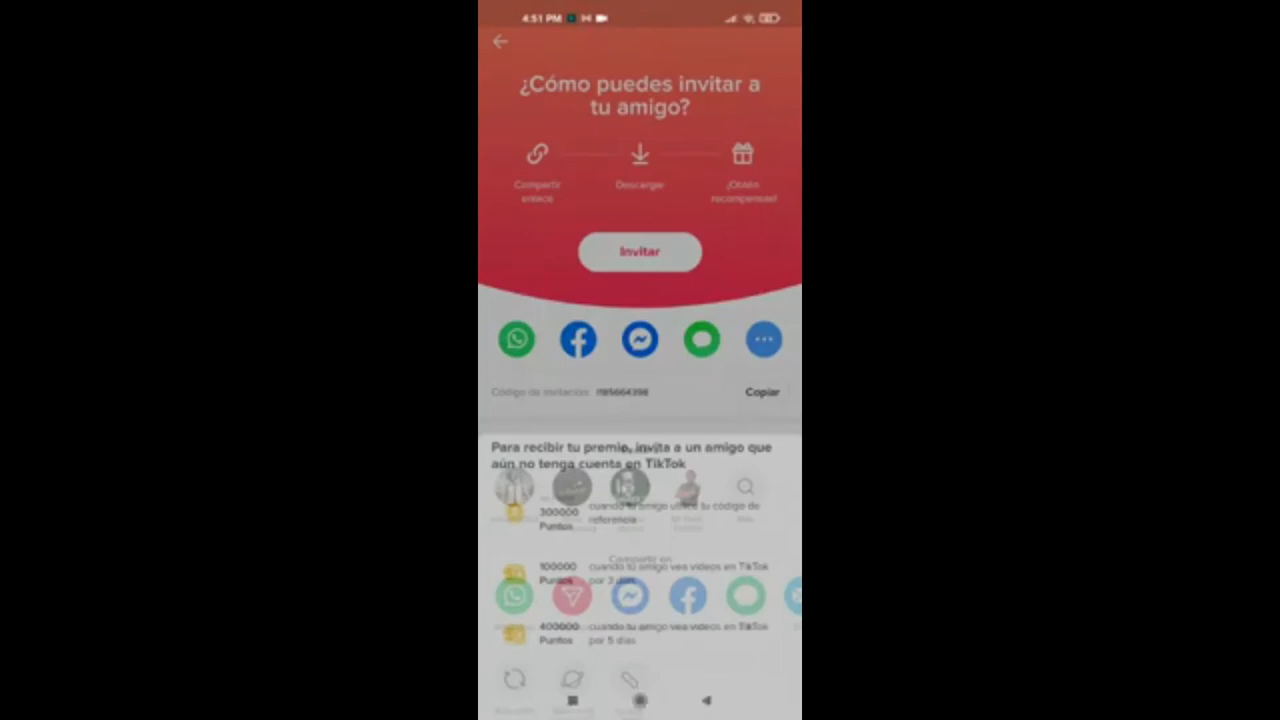 4:51 PM
¿Cómo puedes invitar a
tu amigo?
Compartir
enlace
Descargar
¡Obtén
recompensas!
Invitar
Código de invitación:
Copiar
Para recibir tu premio, invita a un amigo que
aún no tenga cuenta en TikTok
300000
Puntos
cuando tu amigo utilice tu código de
referencia
Compartir en
100000
Puntos
cuando tu amigo vea videos en TikTok
por 3 días
400000
Puntos
cuando tu amigo vea videos en TikTok
por 5 días